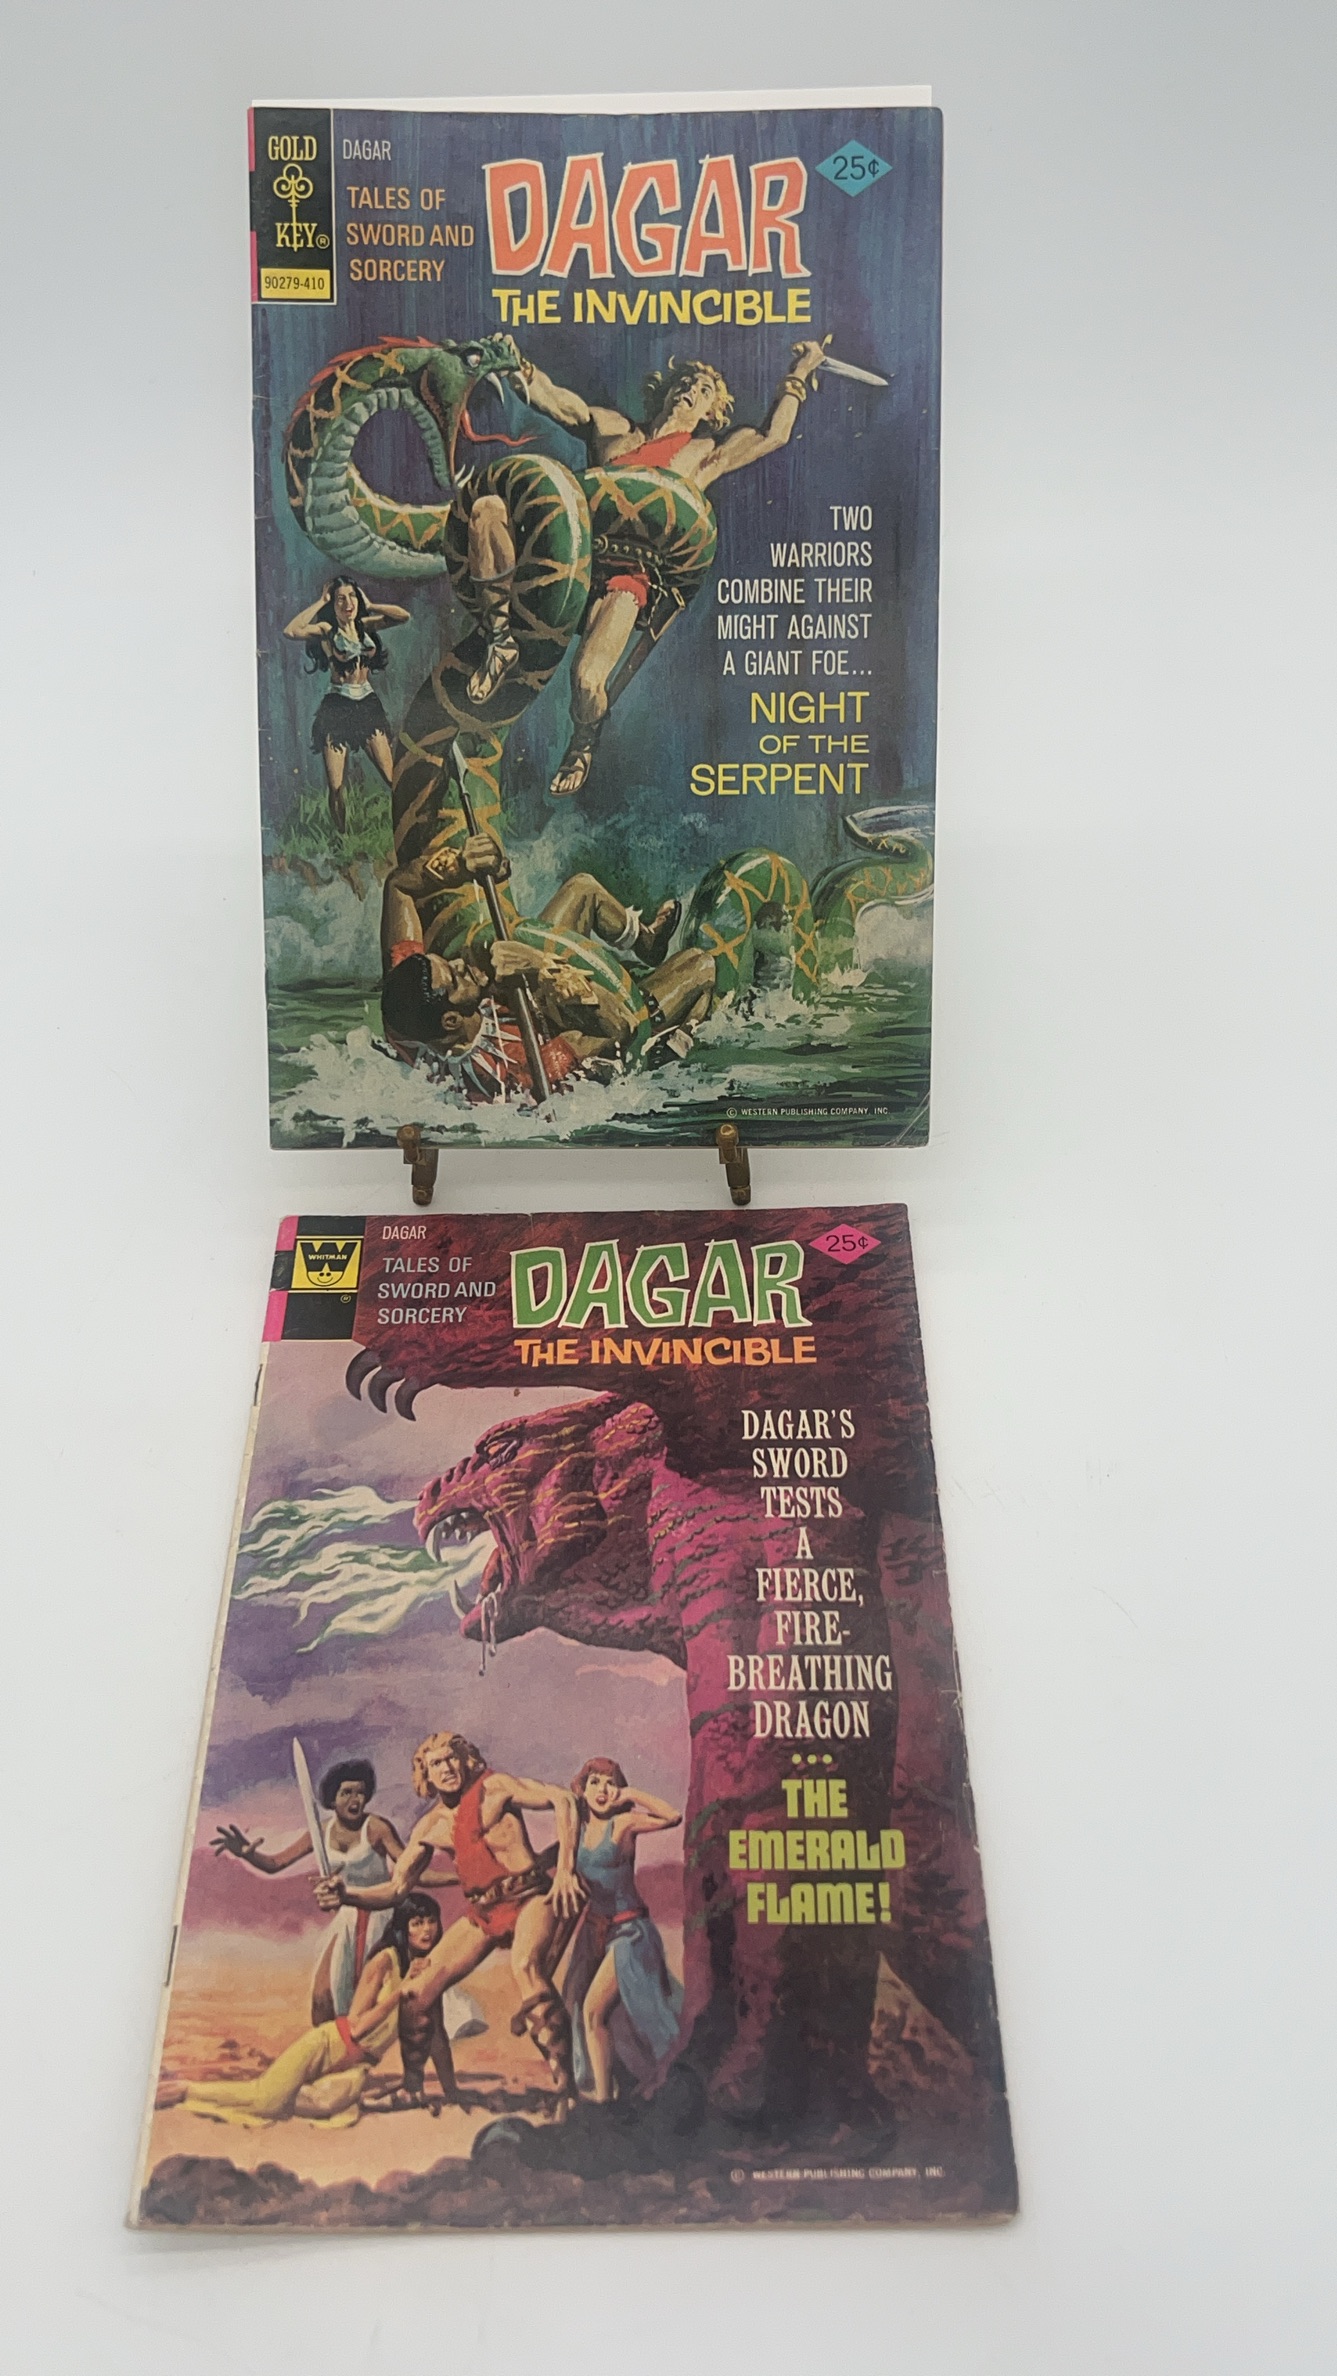 GOLD
KEY®
90279-410
DAGAR
TALES OF
SWORD AND
SORCERY
DAGAR
THE INVINCIBLE
25¢
TWO
WARRIORS
COMBINE THEIR
MIGHT AGAINST
A GIANT FOE...
NIGHT
OF THE
SERPENT
© WESTERN PUBLISHING COMPANY, INC.
W
WHITMAN
®
DAGAR
TALES OF
SWORD AND
SORCERY
DAGAR
THE INVINCIBLE
25¢
DAGAR'S
SWORD
TESTS
A
FIERCE,
FIRE-
BREATHING
DRAGON
...
THE
EMERALD
FLAME!
© WESTERN PUBLISHING COMPANY, INC.